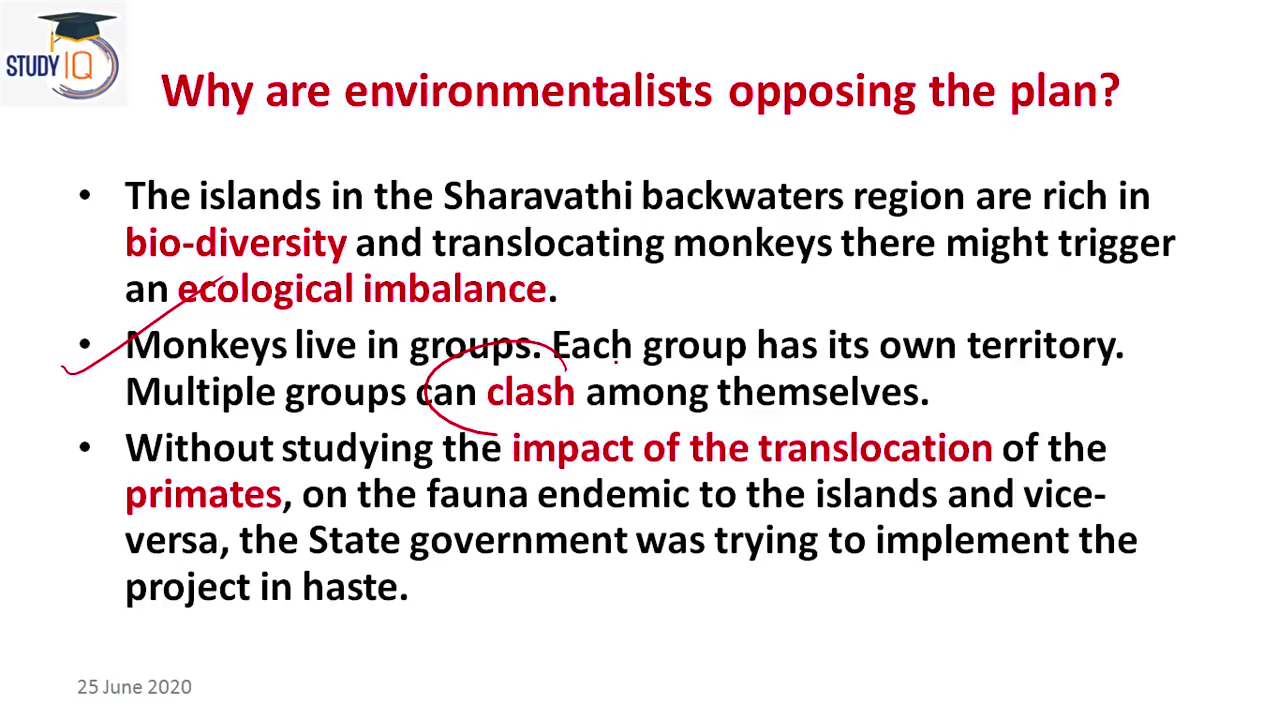 STUDY IQ
Why are environmentalists opposing the plan?
• The islands in the Sharavathi backwaters region are rich in
bio-diversity and translocating monkeys there might trigger
an ecological imbalance.
• Monkeys live in groups. Each group has its own territory.
Multiple groups can clash among themselves.
• Without studying the impact of the translocation of the
primates, on the fauna endemic to the islands and vice-
versa, the State government was trying to implement the
project in haste.
25 June 2020